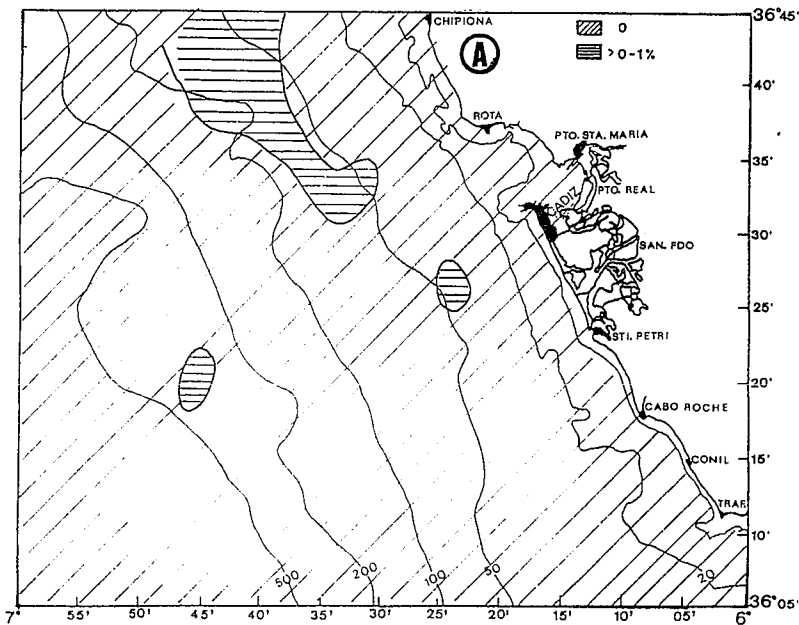 CHIPIONA
A
0
>0-1%
36°45'
40'
ROTA
PTO. STA. MARIA
35'
PTO. REAL
CADIZ
30'
SAN. FDO
25'
STI. PETRI
20'
CABO ROCHE
15'
CONIL
TRAF.
10'
500
200
100
50
20
36°05'
7°
55'
50'
45'
40'
35'
30'
25'
20'
15'
10'
05'
6°